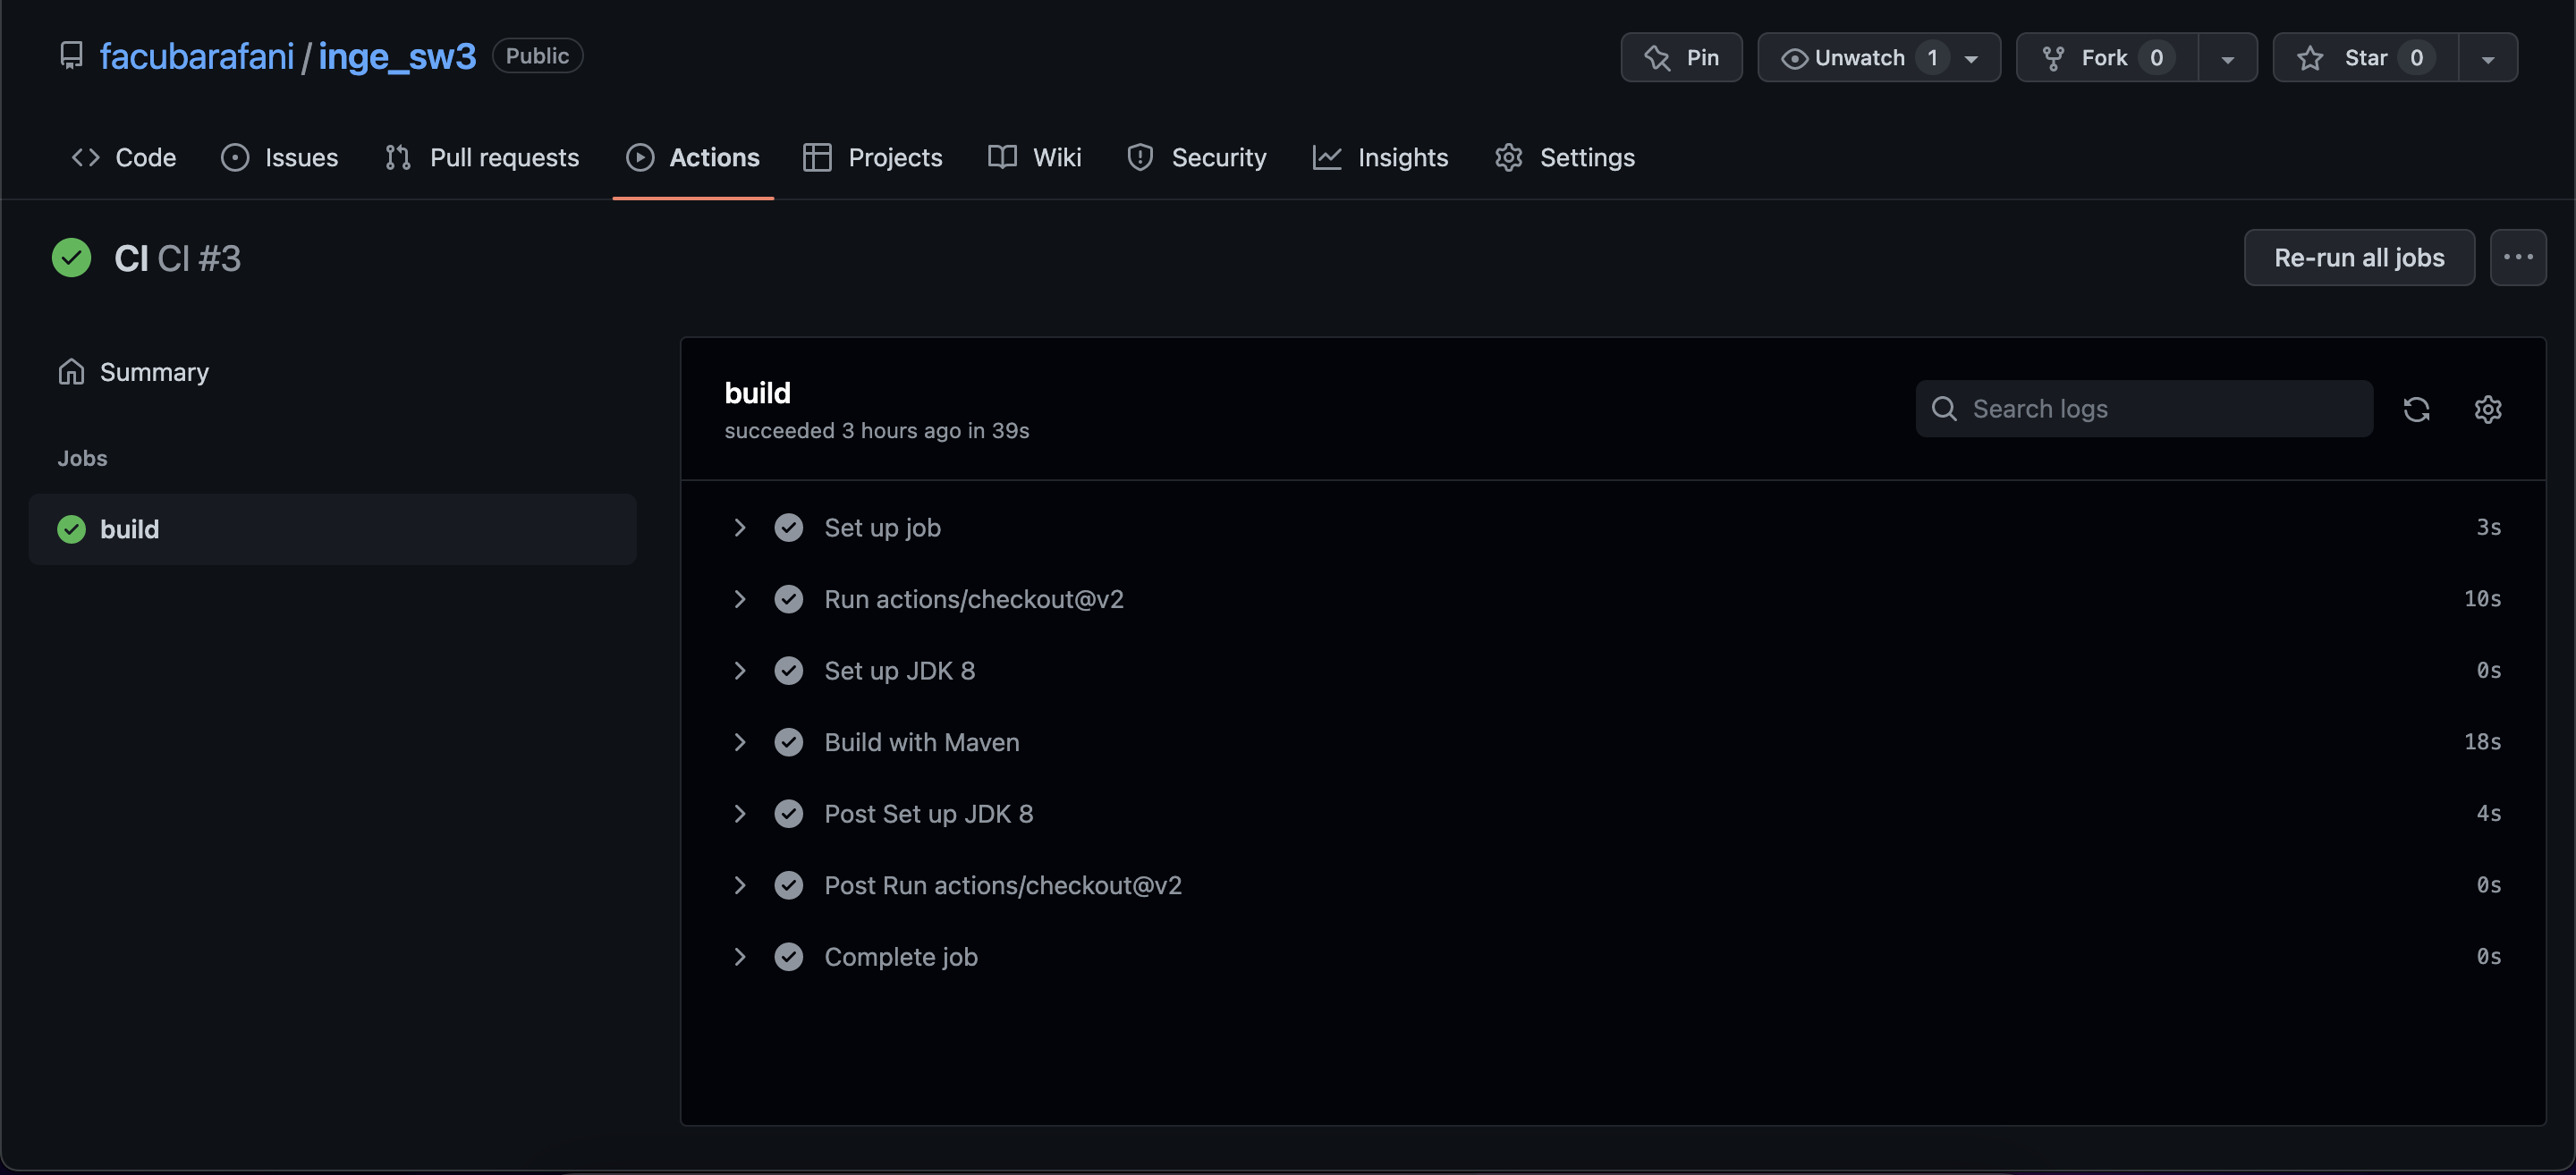 facubarafani / inge_sw3 Public Pin Unwatch 1 Fork 0 Star 0
Code Issues Pull requests Actions Projects Wiki Security Insights Settings
CI CI #3 Re-run all jobs
Summary
Jobs
build
build
succeeded 3 hours ago in 39s
Search logs
Set up job 3s
Run actions/checkout@v2 10s
Set up JDK 8 0s
Build with Maven 18s
Post Set up JDK 8 4s
Post Run actions/checkout@v2 0s
Complete job 0s